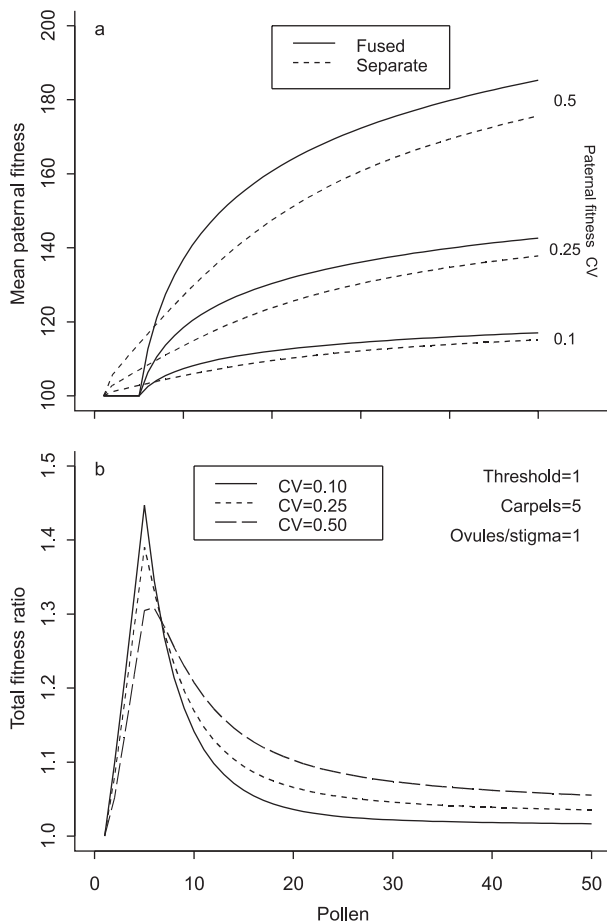 a
Fused
Separate
200
180
160
140
120
100
Mean paternal fitness
0.5
0.25
0.1
Paternal fitness CV
b
CV=0.10
CV=0.25
CV=0.50
Threshold=1
Carpels=5
Ovules/stigma=1
1.5
1.4
1.3
1.2
1.1
1.0
Total fitness ratio
0 10 20 30 40 50
Pollen